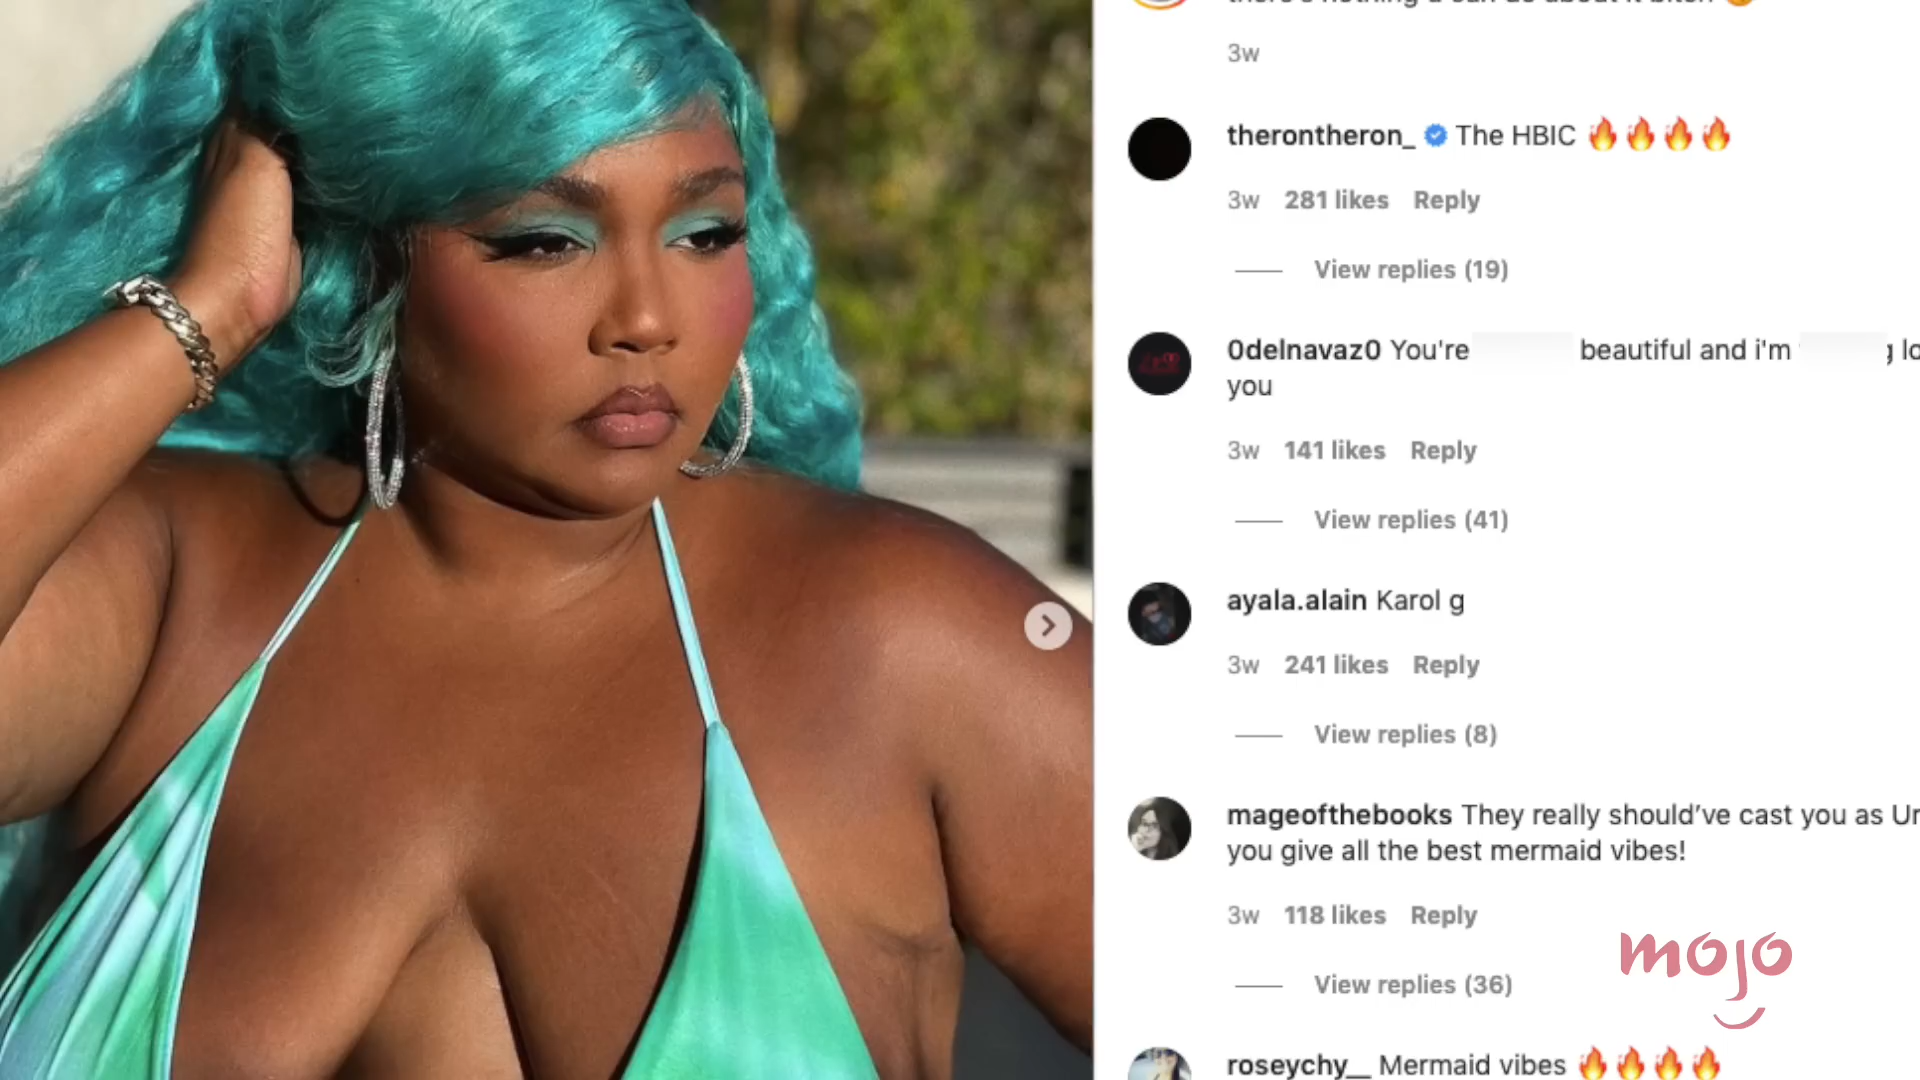 3w
therontheron_ The HBIC 🔥🔥🔥🔥
3w 281 likes Reply
View replies (19)
0delnavaz0 You're beautiful and i'm
you
3w 141 likes Reply
View replies (41)
ayala.alain Karol g
3w 241 likes Reply
View replies (8)
mageofthebooks They really should've cast you as
you give all the best mermaid vibes!
3w 118 likes Reply
View replies (36)
mojo
roseychy__ Mermaid vibes 🔥🔥🔥🔥